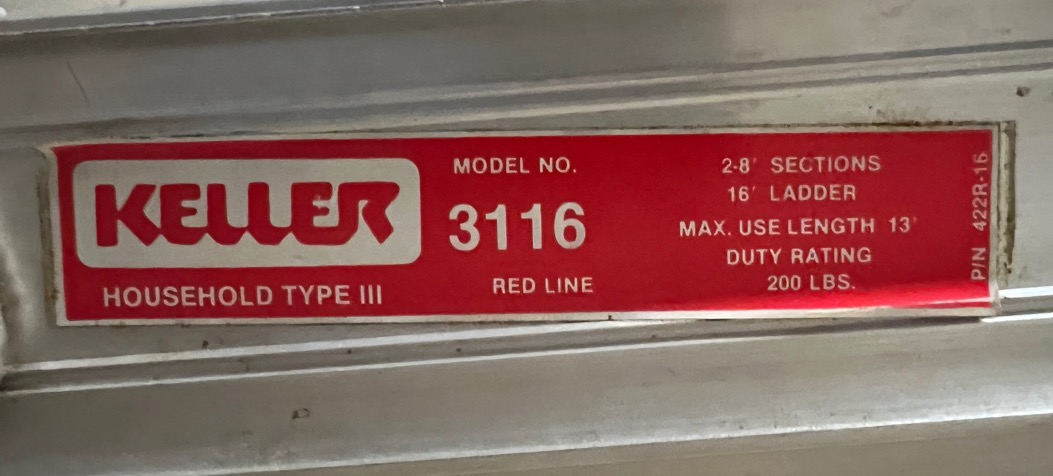 KELLER
HOUSEHOLD TYPE III
MODEL NO.
3116
RED LINE
2-8' SECTIONS
16' LADDER
MAX. USE LENGTH 13'
DUTY RATING
200 LBS.
P/N 422R-16